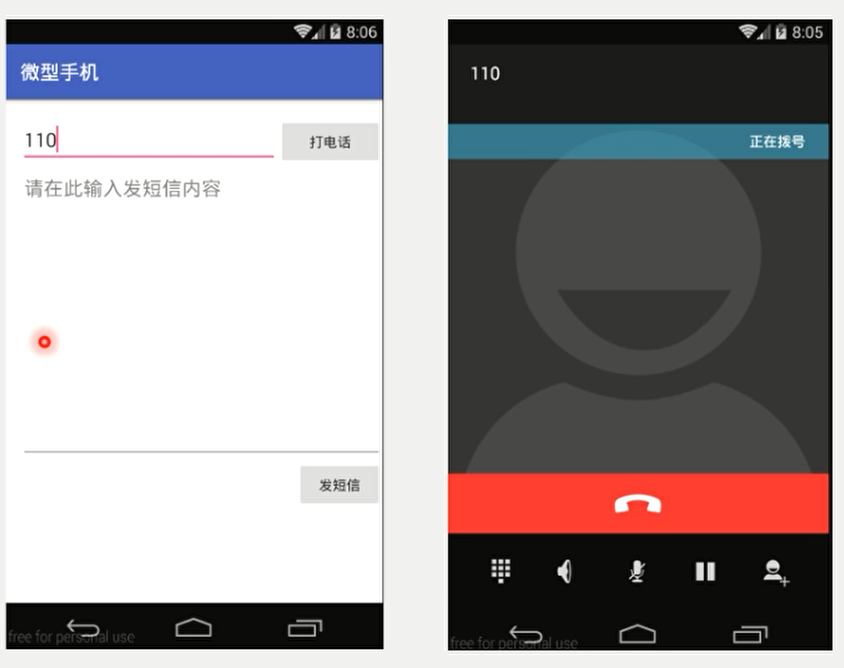 8:06
微型手机
110
打电话
请在此输入发短信内容
发短信
free for personal use
8:05
110
正在拨号
free for personal use